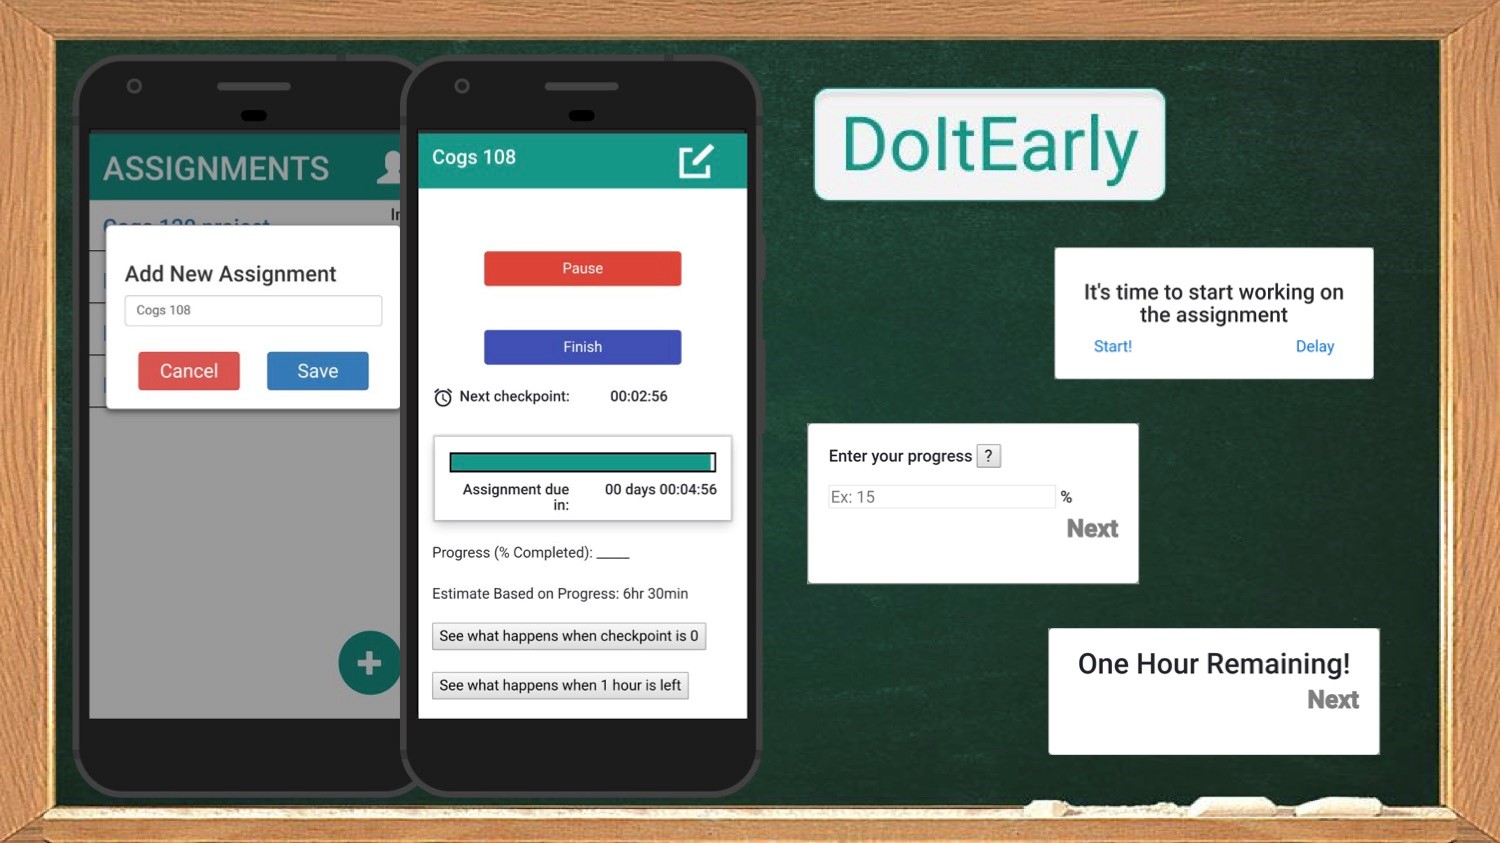 ASSIGNMENTS
Add New Assignment
Cogs 108
Cancel
Save
Cogs 108
Pause
Finish
Next checkpoint: 00:02:56
Assignment due 00 days 00:04:56
in:
Progress (% Completed): _____
Estimate Based on Progress: 6hr 30min
See what happens when checkpoint is 0
See what happens when 1 hour is left
DoItEarly
It's time to start working on
the assignment
Start!
Delay
Enter your progress ?
Ex: 15 %
Next
One Hour Remaining!
Next